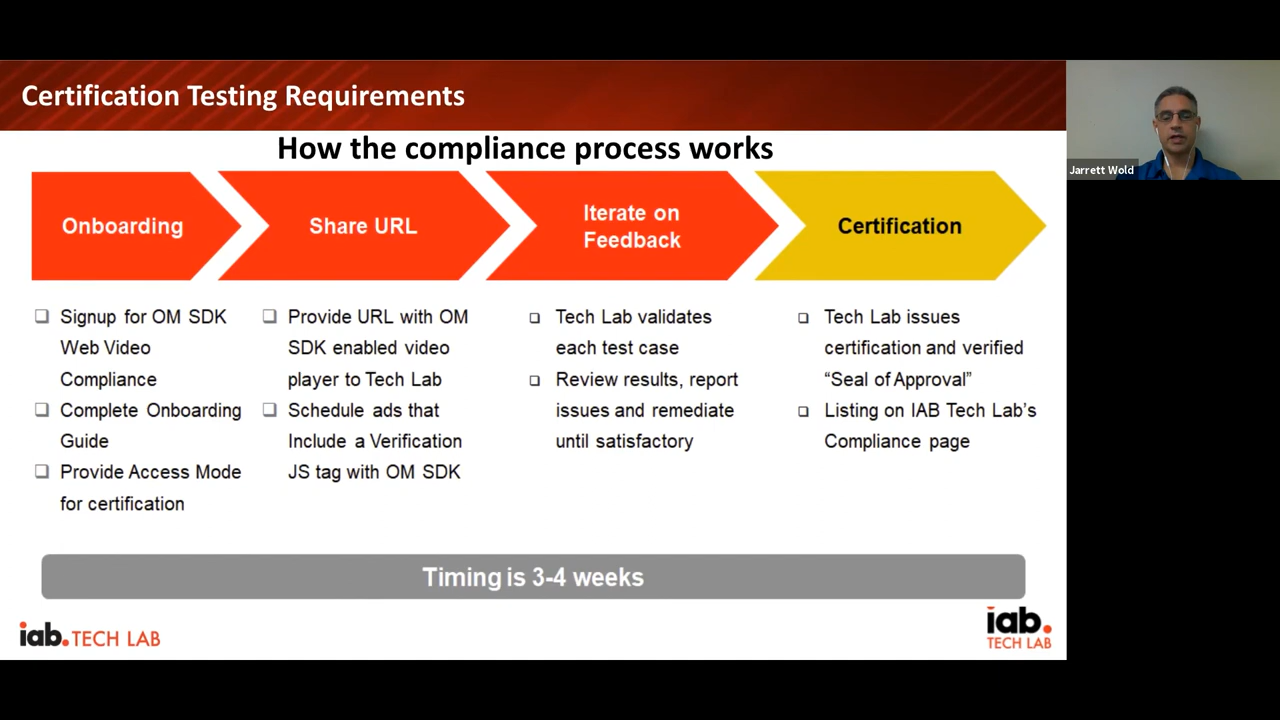 Certification Testing Requirements
How the compliance process works
Onboarding
Share URL
Iterate on
Feedback
Certification
Signup for OM SDK
Web Video
Compliance
Complete Onboarding
Guide
Provide Access Mode
for certification
Provide URL with OM
SDK enabled video
player to Tech Lab
Schedule ads that
Include a Verification
JS tag with OM SDK
Tech Lab validates
each test case
Review results, report
issues and remediate
until satisfactory
Tech Lab issues
certification and verified
“Seal of Approval”
Listing on IAB Tech Lab’s
Compliance page
Timing is 3-4 weeks
iab. TECH LAB
iab.
TECH LAB
Jarrett Wold